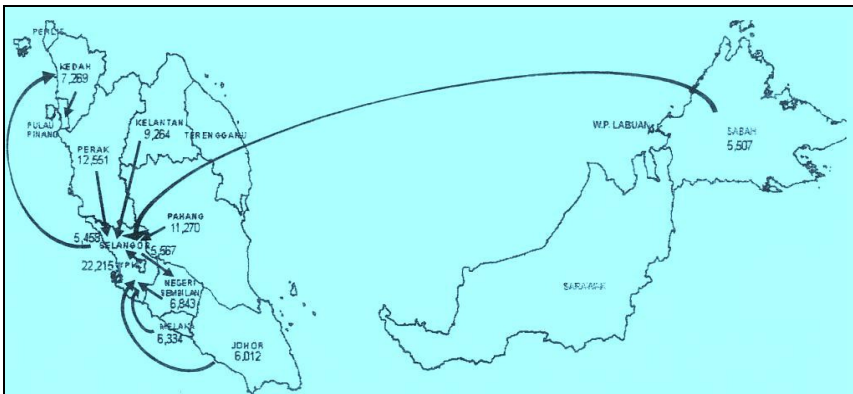 PERLIS
KEDAH
7,269
PULAU
PINANG
KELANTAN
9,264
TERENGGANU
PERAK
12,551
PAHANG
11,270
5,458
SELANGOR
5,567
22,215
NEGERI
SEMBILAN
6,843
MELAKA
6,334
JOHOR
6,012
W.P. LABUAN
SABAH
5,507
SARAWAK